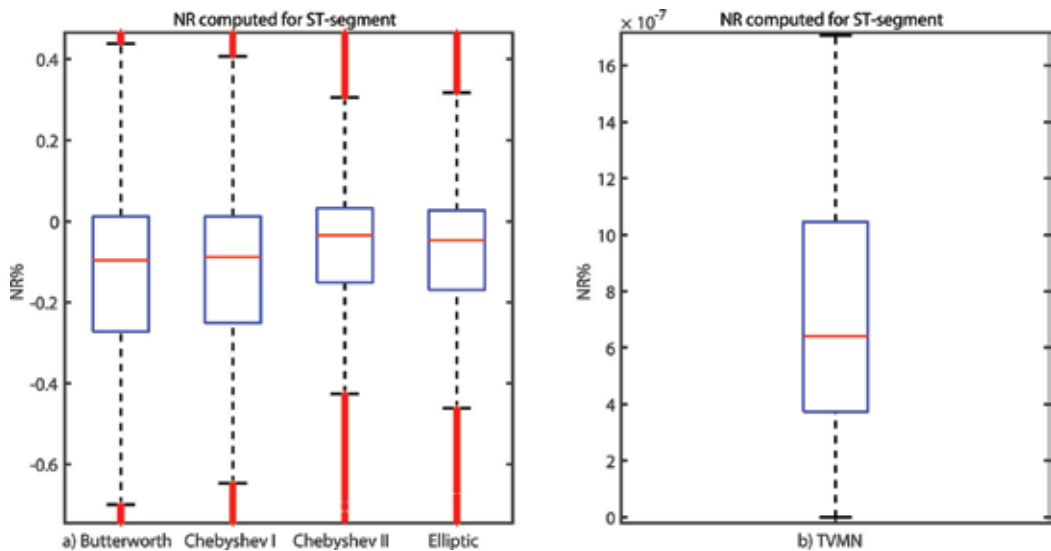 NR computed for ST-segment
0.4
0.2
0
-0.2
-0.4
-0.6
NR%
a) Butterworth Chebyshev I Chebyshev II Elliptic
× 10⁻⁷ NR computed for ST-segment
16
14
12
10
8
6
4
2
0
NR%
b) TVMN